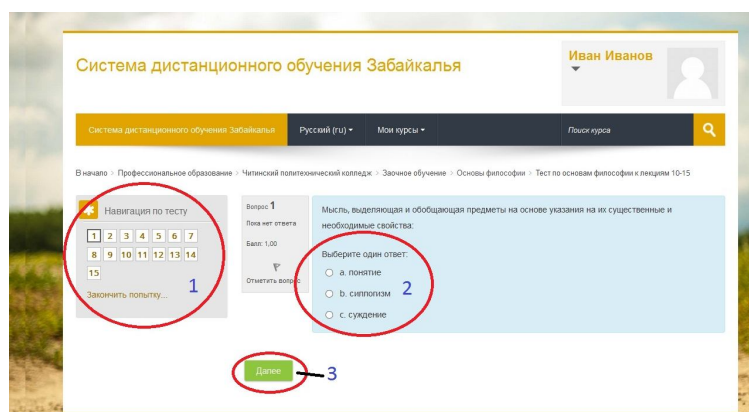 Система дистанционного обучения Забайкалья
Иван Иванов
Система дистанционного обучения Забайкалья Русский (ru) Мои курсы Поиск курса
В начало > Профессиональное образование > Читинский политехнический колледж > Заочное обучение > Основы философии > Тест по основам философии к лекциям 10-15
Навигация по тесту
1 2 3 4 5 6 7
8 9 10 11 12 13 14
15
1
Закончить попытку...
Вопрос 1
Пока нет ответа
Балл: 1,00
Отметить вопрос
Мысль, выделяющая и обобщающая предметы на основе указания на их существенные и
необходимые свойства:
Выберите один ответ:
a. понятие
b. силлогизм
2
c. суждение
Далее
3